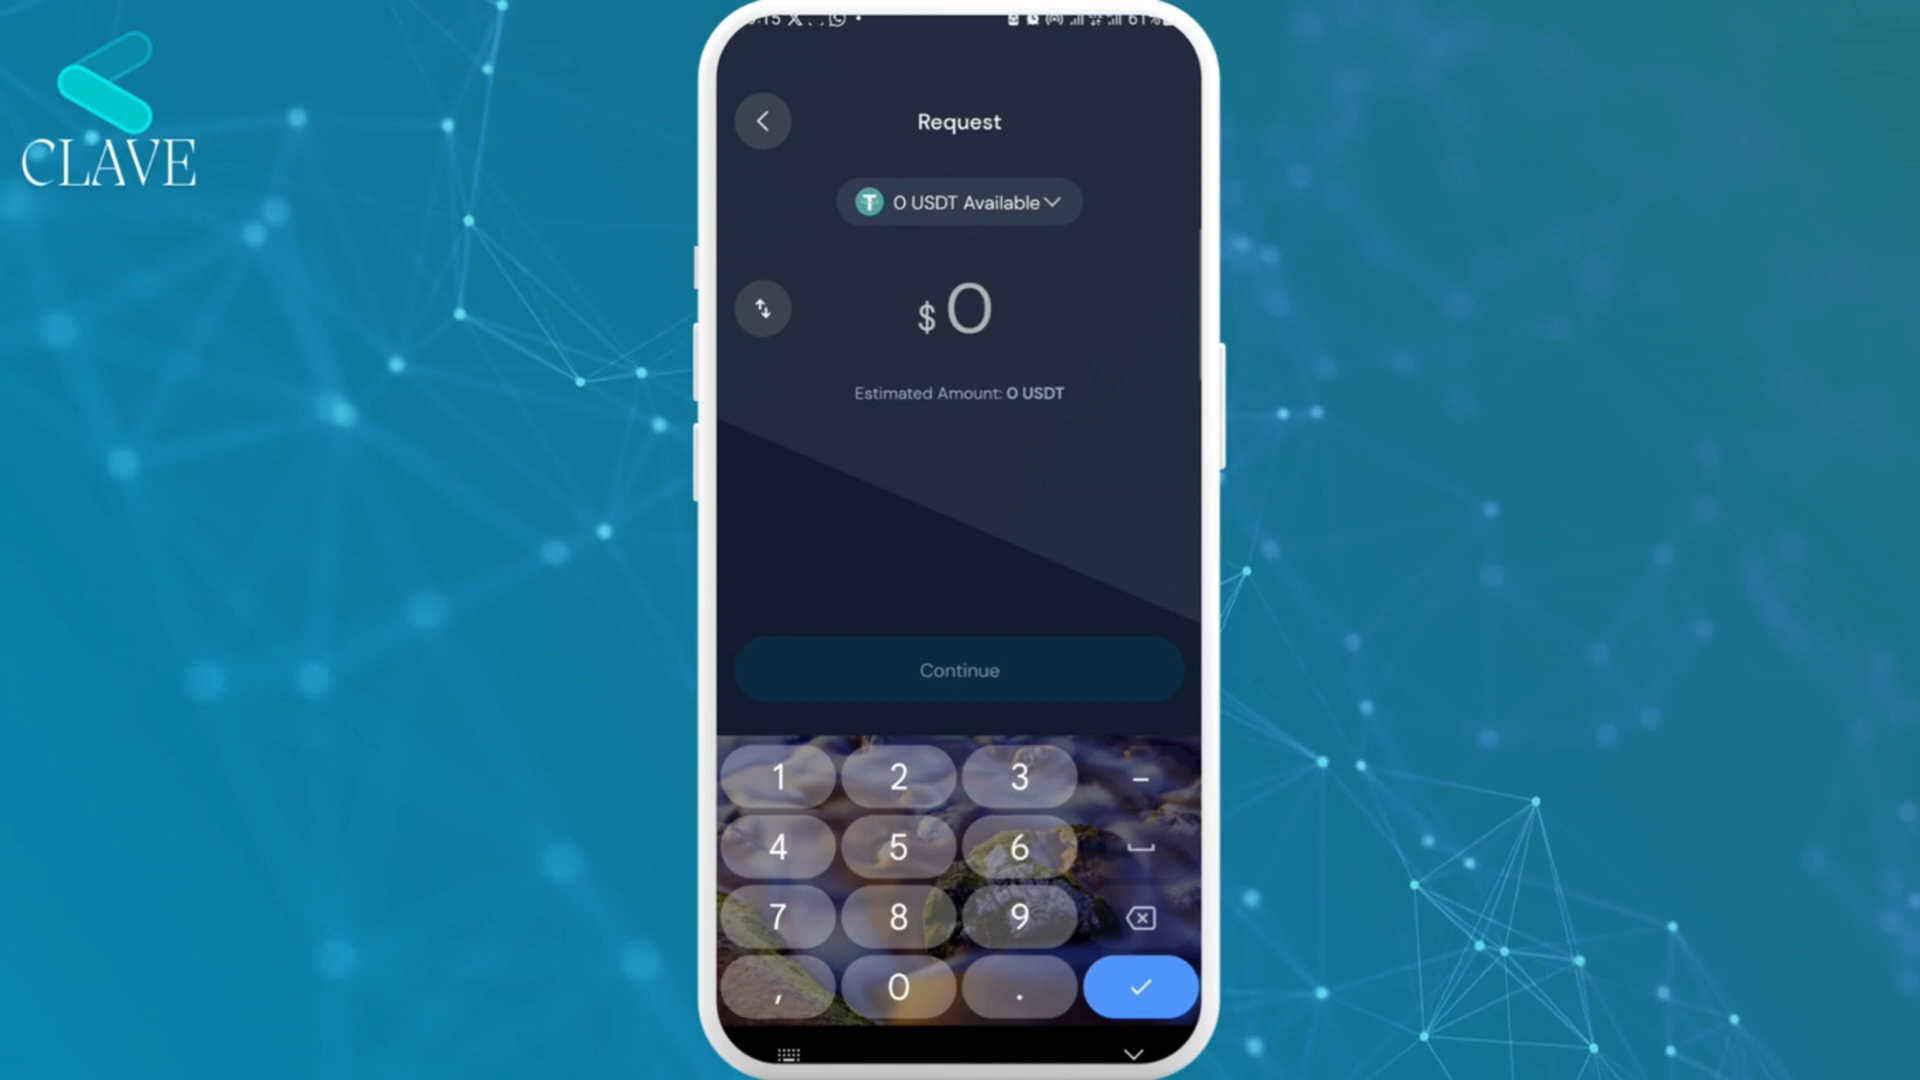 CLAVE
61%
Request
0 USDT Available
$ 0
Estimated Amount: 0 USDT
Continue
1 2 3 -
4 5 6
7 8 9
, 0 .